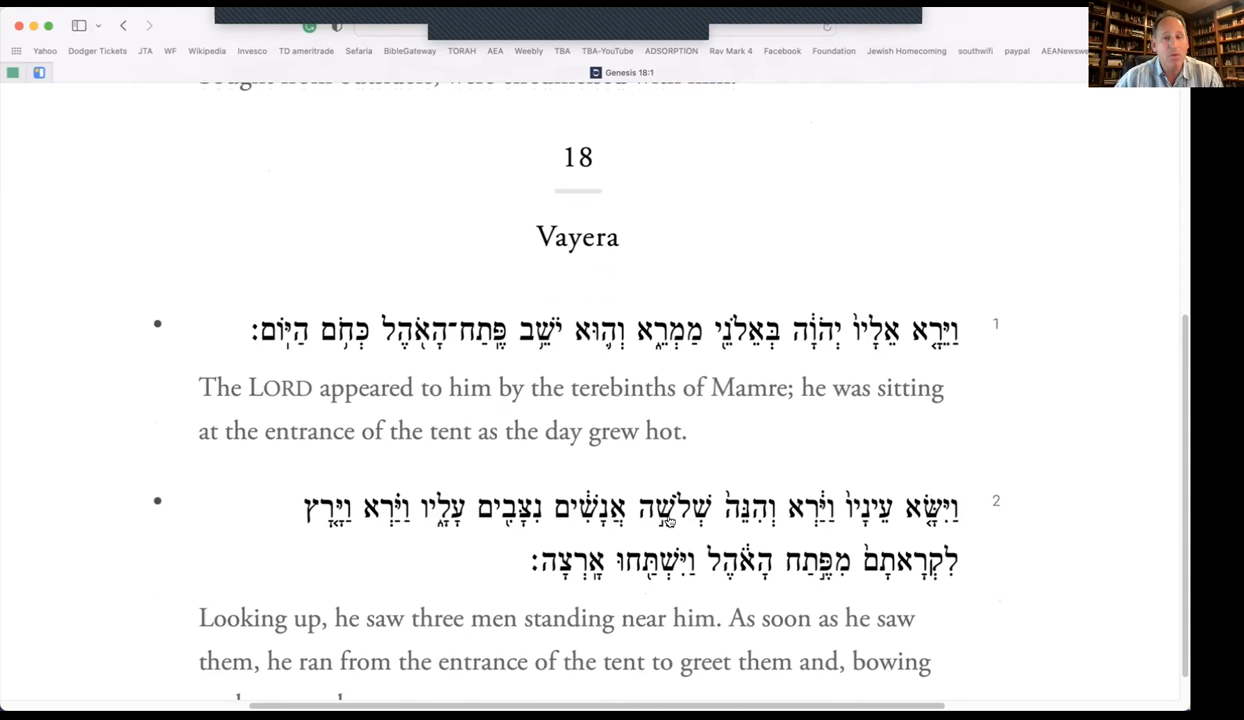 Yahoo Dodger Tickets JTA WF Wikipedia Invesco TD ameritrade Sefaria BibleGateway TORAH AEA Weebly TBA TBA-YouTube ADSORPTION Rav Mark 4 Facebook Foundation Jewish Homecoming southwifi paypal AEANewswe
Genesis 18:1
18
Vayera
וַיֵּרָ֤א אֵלָיו֙ יְהֹוָ֔ה בְּאֵלֹנֵ֖י מַמְרֵ֑א וְה֛וּא יֹשֵׁ֥ב פֶּֽתַח־הָאֹ֖הֶל כְּחֹ֥ם הַיּֽוֹם׃ 1
The LORD appeared to him by the terebinths of Mamre; he was sitting
at the entrance of the tent as the day grew hot.
וַיִּשָּׂ֤א עֵינָיו֙ וַיַּ֔רְא וְהִנֵּה֙ שְׁלֹשָׁ֣ה אֲנָשִׁ֔ים נִצָּבִ֖ים עָלָ֑יו וַיַּ֗רְא וַיָּ֤רׇץ 2
לִקְרָאתָם֙ מִפֶּ֣תַח הָאֹ֔הֶל וַיִּשְׁתַּ֖חוּ אָֽרְצָה׃
Looking up, he saw three men standing near him. As soon as he saw
them, he ran from the entrance of the tent to greet them and, bowing